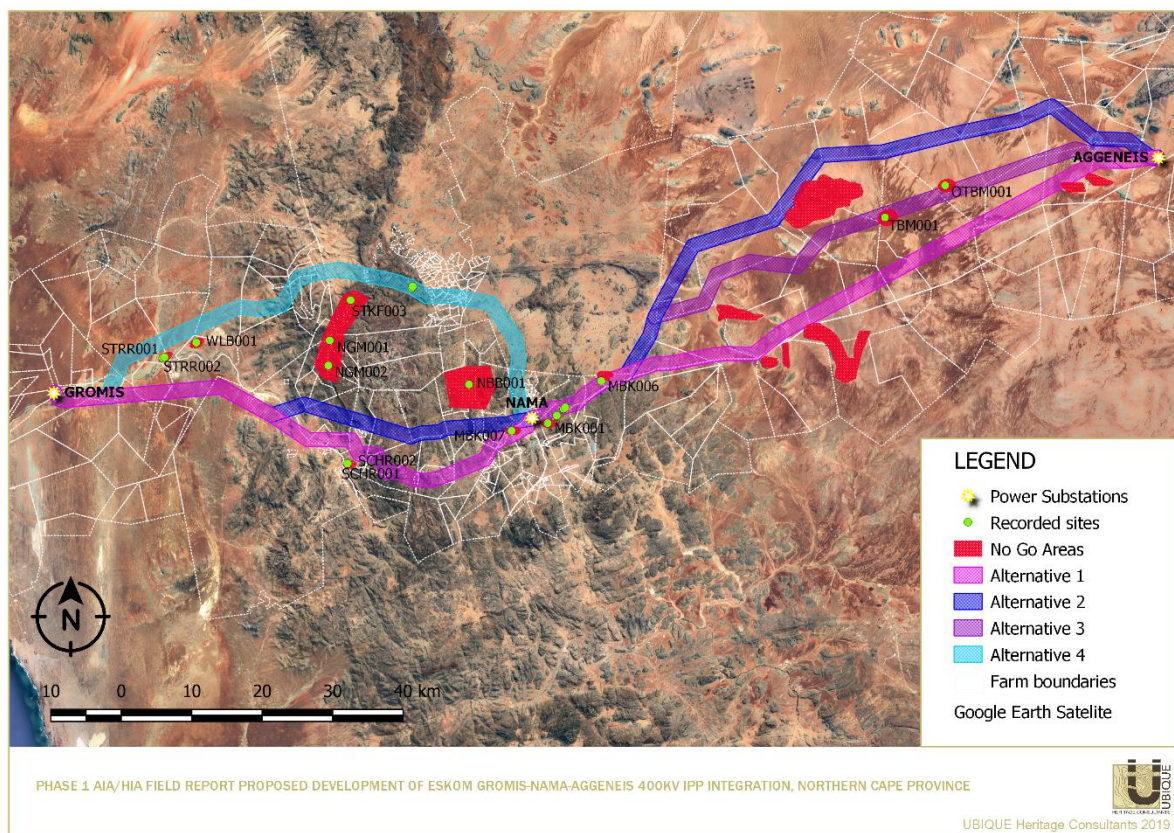 AGGENEIS
OTBM001
TBM001
STKF003
STRR001
WLB001
STRR002
NGM001
NGM002
NBB001
MBK006
GROMIS
NAMA
MBK007
MBK001
SCHR002
SCHR001
LEGEND
Power Substations
Recorded sites
No Go Areas
Alternative 1
Alternative 2
Alternative 3
Alternative 4
Farm boundaries
Google Earth Satelite
N
10 0 10 20 30 40 km
PHASE 1 AIA/HIA FIELD REPORT PROPOSED DEVELOPMENT OF ESKOM GROMIS-NAMA-AGGENEIS 400KV IPP INTEGRATION, NORTHERN CAPE PROVINCE
UBIQUE
HERITAGE CONSULTANTS
UBIQUE Heritage Consultants 2019